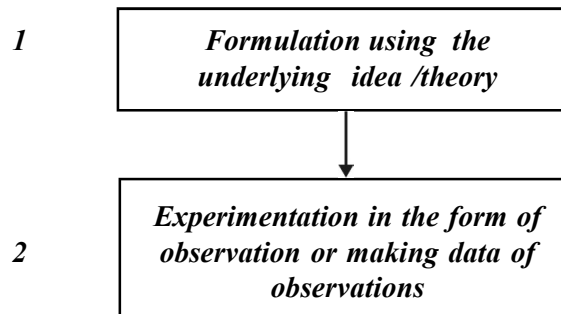 1
Formulation using the
underlying idea /theory
2
Experimentation in the form of
observation or making data of
observations